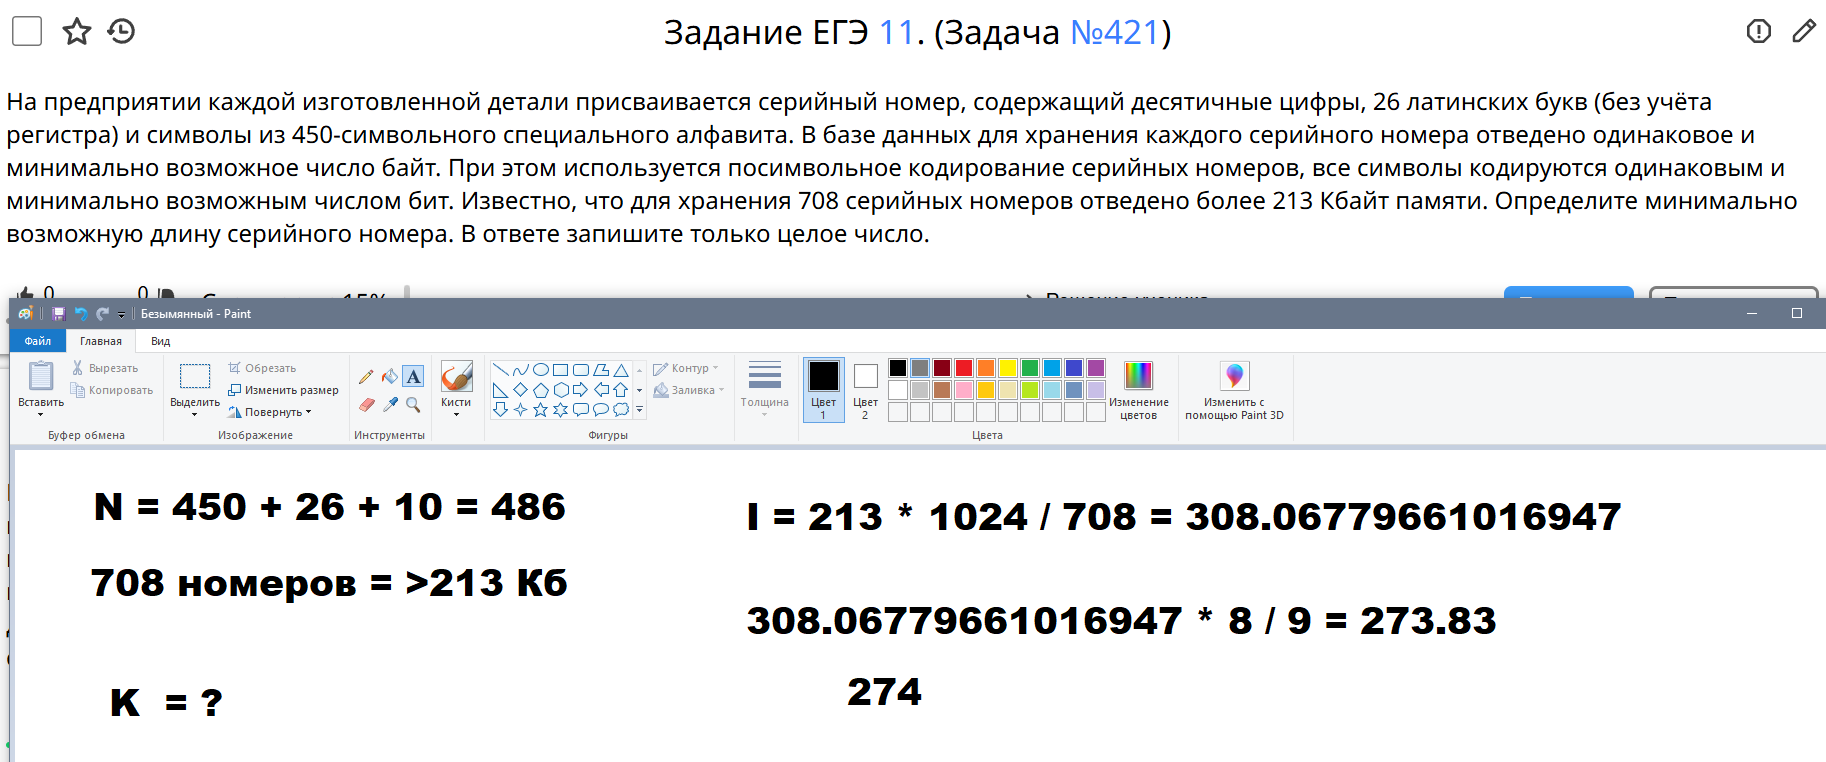 Задание ЕГЭ 11. (Задача №421)
На предприятии каждой изготовленной детали присваивается серийный номер, содержащий десятичные цифры, 26 латинских букв (без учёта
регистра) и символы из 450-символьного специального алфавита. В базе данных для хранения каждого серийного номера отведено одинаковое и
минимально возможное число байт. При этом используется посимвольное кодирование серийных номеров, все символы кодируются одинаковым и
минимально возможным числом бит. Известно, что для хранения 708 серийных номеров отведено более 213 Кбайт памяти. Определите минимально
возможную длину серийного номера. В ответе запишите только целое число.
0 0
Безымянный - Paint
Файл Главная Вид
Вставить
Вырезать
Копировать
Буфер обмена
Выделить
Обрезать
Изменить размер
Повернуть
Изображение
A
Инструменты
Кисти
Контур
Заливка
Фигуры
Толщина
Цвет
1
Цвет
2
Изменение
цветов
Цвета
Изменить с
помощью Paint 3D
N = 450 + 26 + 10 = 486
708 номеров = >213 Кб
K = ?
I = 213 * 1024 / 708 = 308.06779661016947
308.06779661016947 * 8 / 9 = 273.83
274